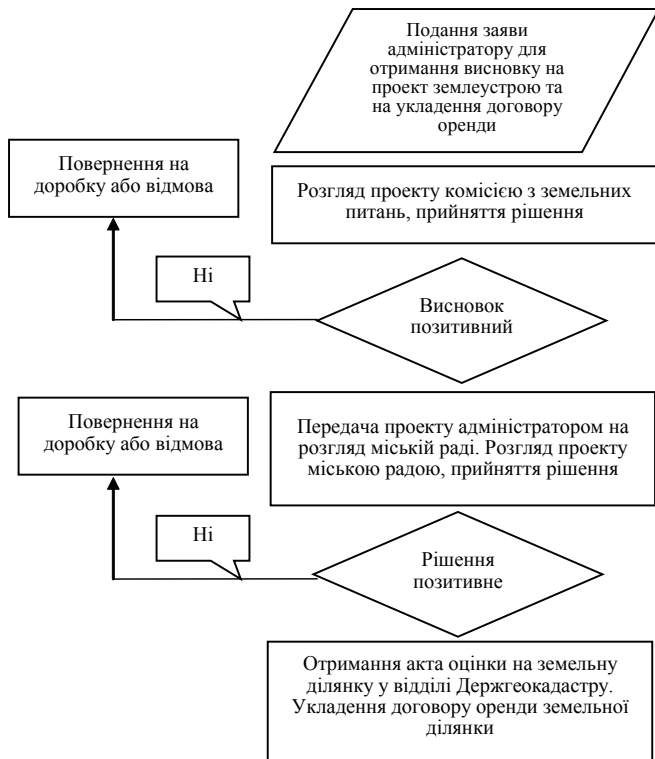 Подання заяви
адміністратору для
отримання висновку на
проект землеустрою та
на укладення договору
оренди
Повернення на
доробку або відмова
Розгляд проекту комісією з земельних
питань, прийняття рішення
Ні
Висновок
позитивний
Повернення на
доробку або відмова
Передача проекту адміністратором на
розгляд міській раді. Розгляд проекту
міською радою, прийняття рішення
Ні
Рішення
позитивне
Отримання акта оцінки на земельну
ділянку у відділі Держгеокадастру.
Укладення договору оренди земельної
ділянки